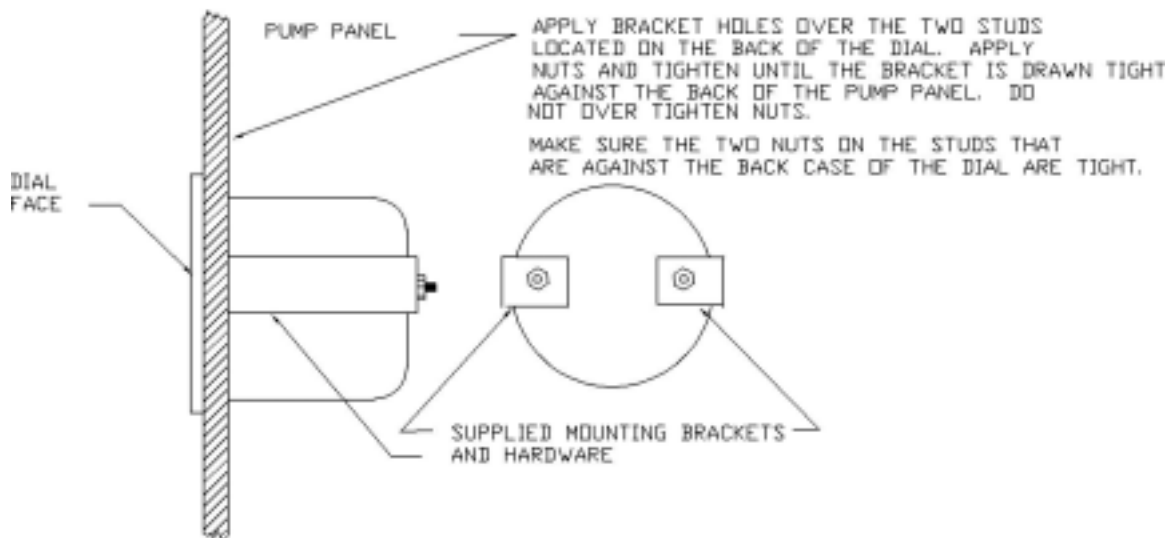 PUMP PANEL
APPLY BRACKET HOLES OVER THE TWO STUDS
LOCATED ON THE BACK OF THE DIAL. APPLY
NUTS AND TIGHTEN UNTIL THE BRACKET IS DRAWN TIGHT
AGAINST THE BACK OF THE PUMP PANEL. DO
NOT OVER TIGHTEN NUTS.
MAKE SURE THE TWO NUTS ON THE STUDS THAT
ARE AGAINST THE BACK CASE OF THE DIAL ARE TIGHT.
DIAL
FACE
SUPPLIED MOUNTING BRACKETS
AND HARDWARE